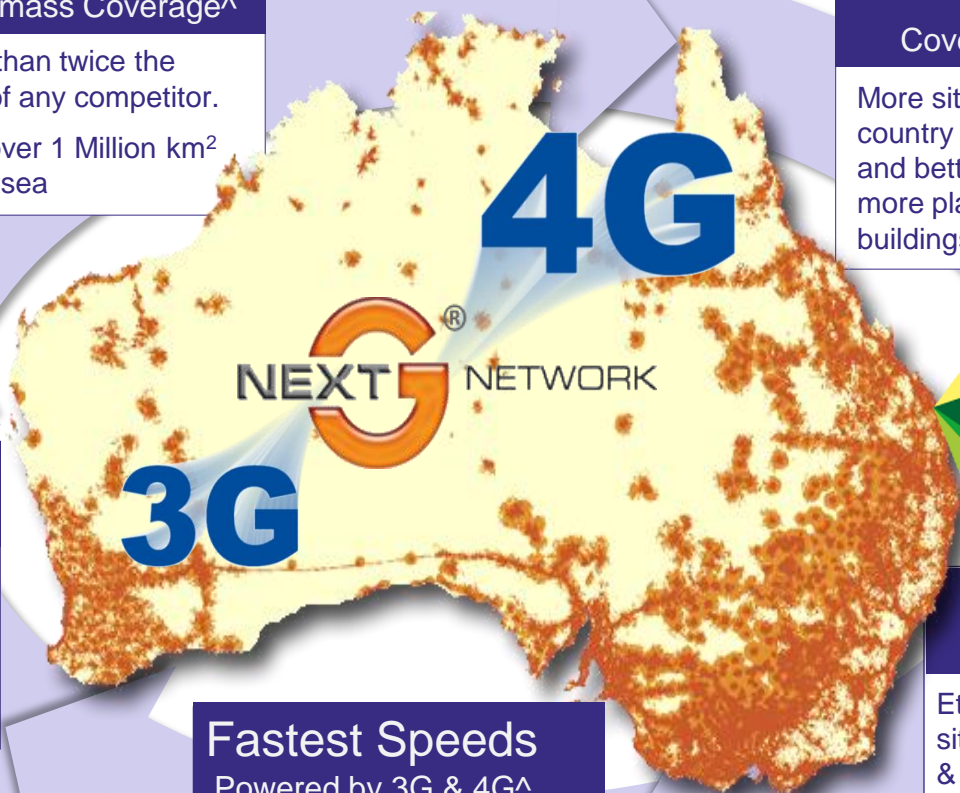 mass Coverage^
than twice the
of any competitor.
over 1 Million km²
sea
Cove
More sit
country
and bett
more pla
buildings
4G
NEXT G® NETWORK
3G
Fastest Speeds
Powered by 3G & 4G^
Et
sit
&